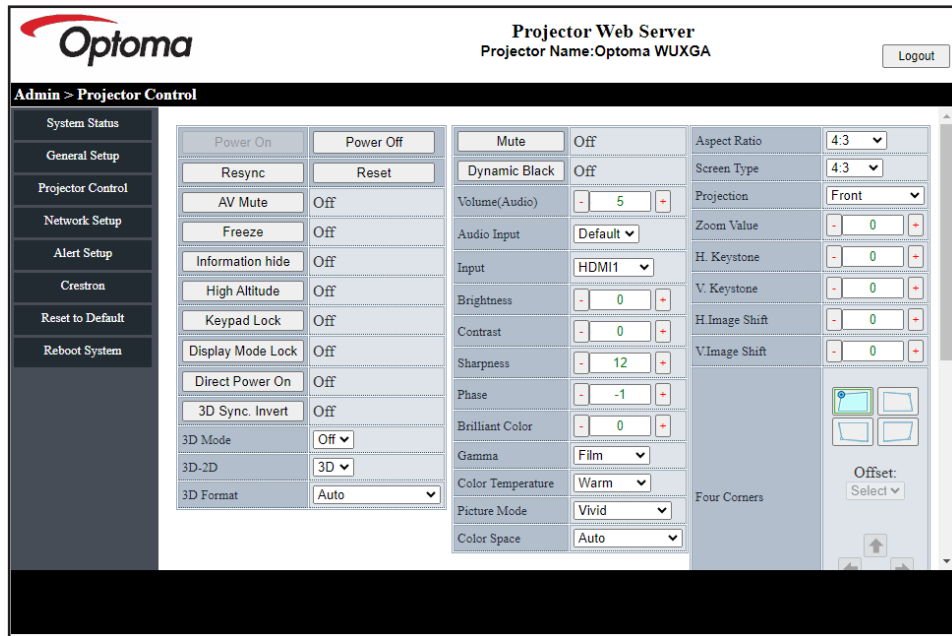 Optoma
Projector Web Server
Projector Name:Optoma WUXGA
Logout
Admin > Projector Control
System Status
General Setup
Projector Control
Network Setup
Alert Setup
Crestron
Reset to Default
Reboot System
Power On Power Off
Resync Reset
AV Mute Off
Freeze Off
Information hide Off
High Altitude Off
Keypad Lock Off
Display Mode Lock Off
Direct Power On Off
3D Sync. Invert Off
3D Mode Off
3D-2D 3D
3D Format Auto
Mute Off
Dynamic Black Off
Volume(Audio) - 5 +
Audio Input Default
Input HDMI1
Brightness - 0 +
Contrast - 0 +
Sharpness - 12 +
Phase - -1 +
Brilliant Color - 0 +
Gamma Film
Color Temperature Warm
Picture Mode Vivid
Color Space Auto
Aspect Ratio 4:3
Screen Type 4:3
Projection Front
Zoom Value - 0 +
H. Keystone - 0 +
V. Keystone - 0 +
H.Image Shift - 0 +
V.Image Shift - 0 +
Four Corners
Offset:
Select